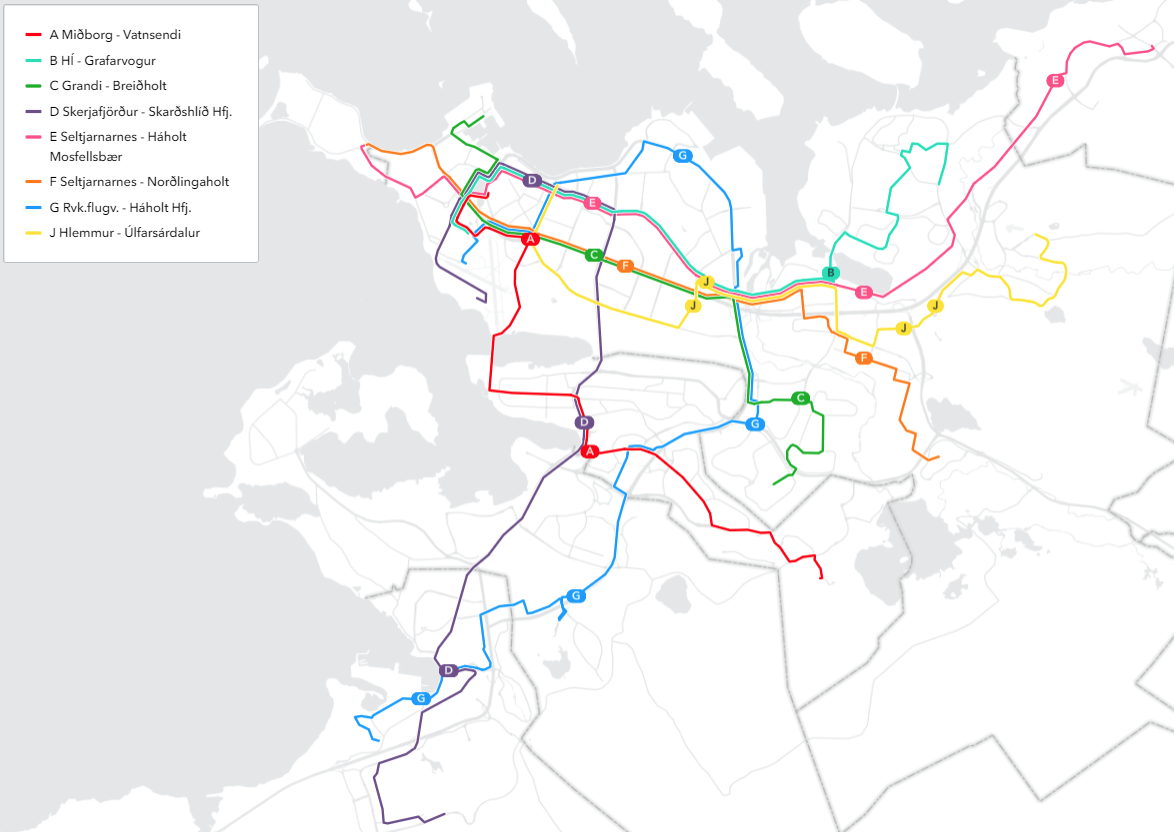 A Miðborg - Vatnsendi
B HÍ - Grafarvogur
C Grandi - Breiðholt
D Skerjafjörður - Skarðshlíð Hfj.
E Seltjarnarnes - Háholt
Mosfellsbær
F Seltjarnarnes - Norðlingaholt
G Rvk.flugv. - Háholt Hfj.
J Hlemmur - Úlfarsárdalur
E
G
D
E
A
C
F
B
J
E
J
J
J
F
C
D
G
A
G
D
G